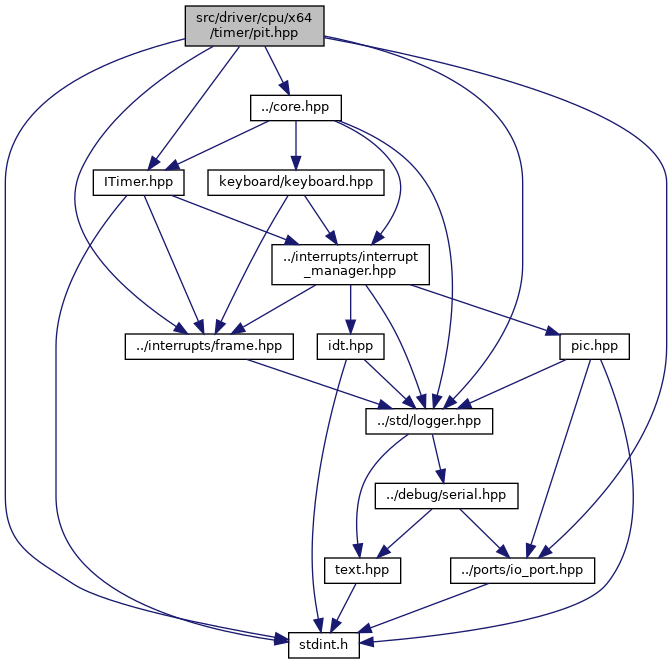 src/driver/cpu/x64
/timer/pit.hpp
../core.hpp
ITimer.hpp
keyboard/keyboard.hpp
../interrupts/interrupt
_manager.hpp
../interrupts/frame.hpp
idt.hpp
pic.hpp
../std/logger.hpp
../debug/serial.hpp
text.hpp
../ports/io_port.hpp
stdint.h